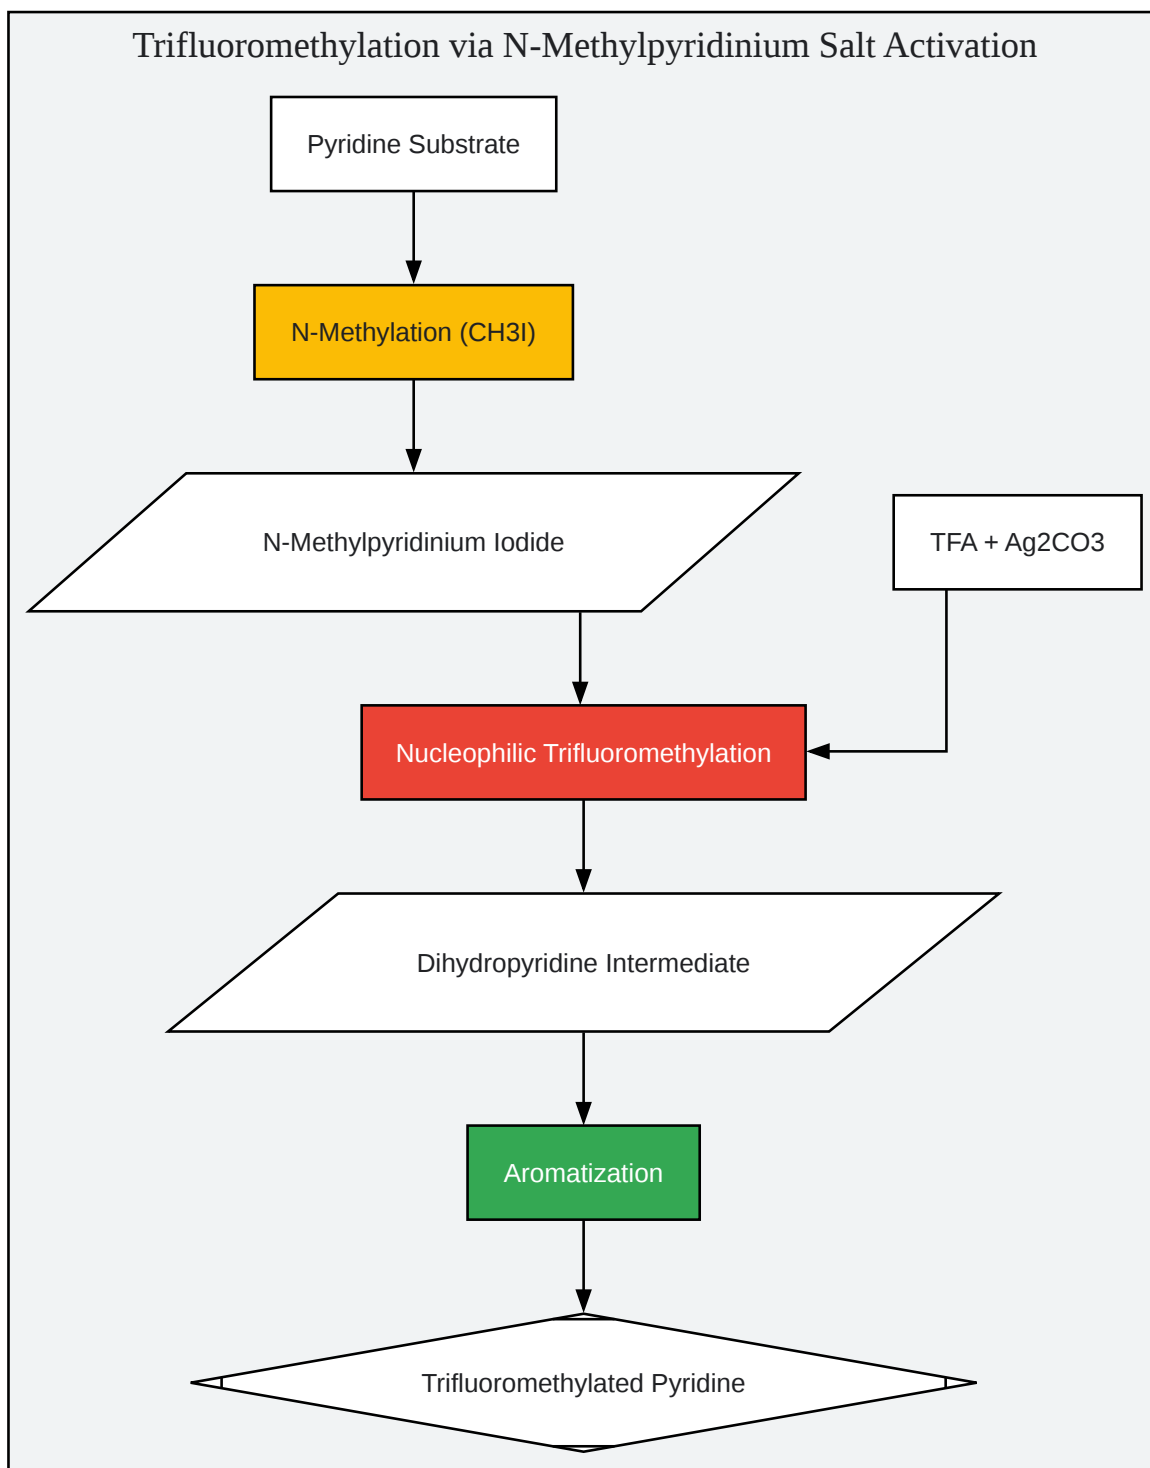 Trifluoromethylation via N-Methylpyridinium Salt Activation
Pyridine Substrate
N-Methylation (CH3I)
N-Methylpyridinium Iodide
TFA + Ag2CO3
Nucleophilic Trifluoromethylation
Dihydropyridine Intermediate
Aromatization
Trifluoromethylated Pyridine